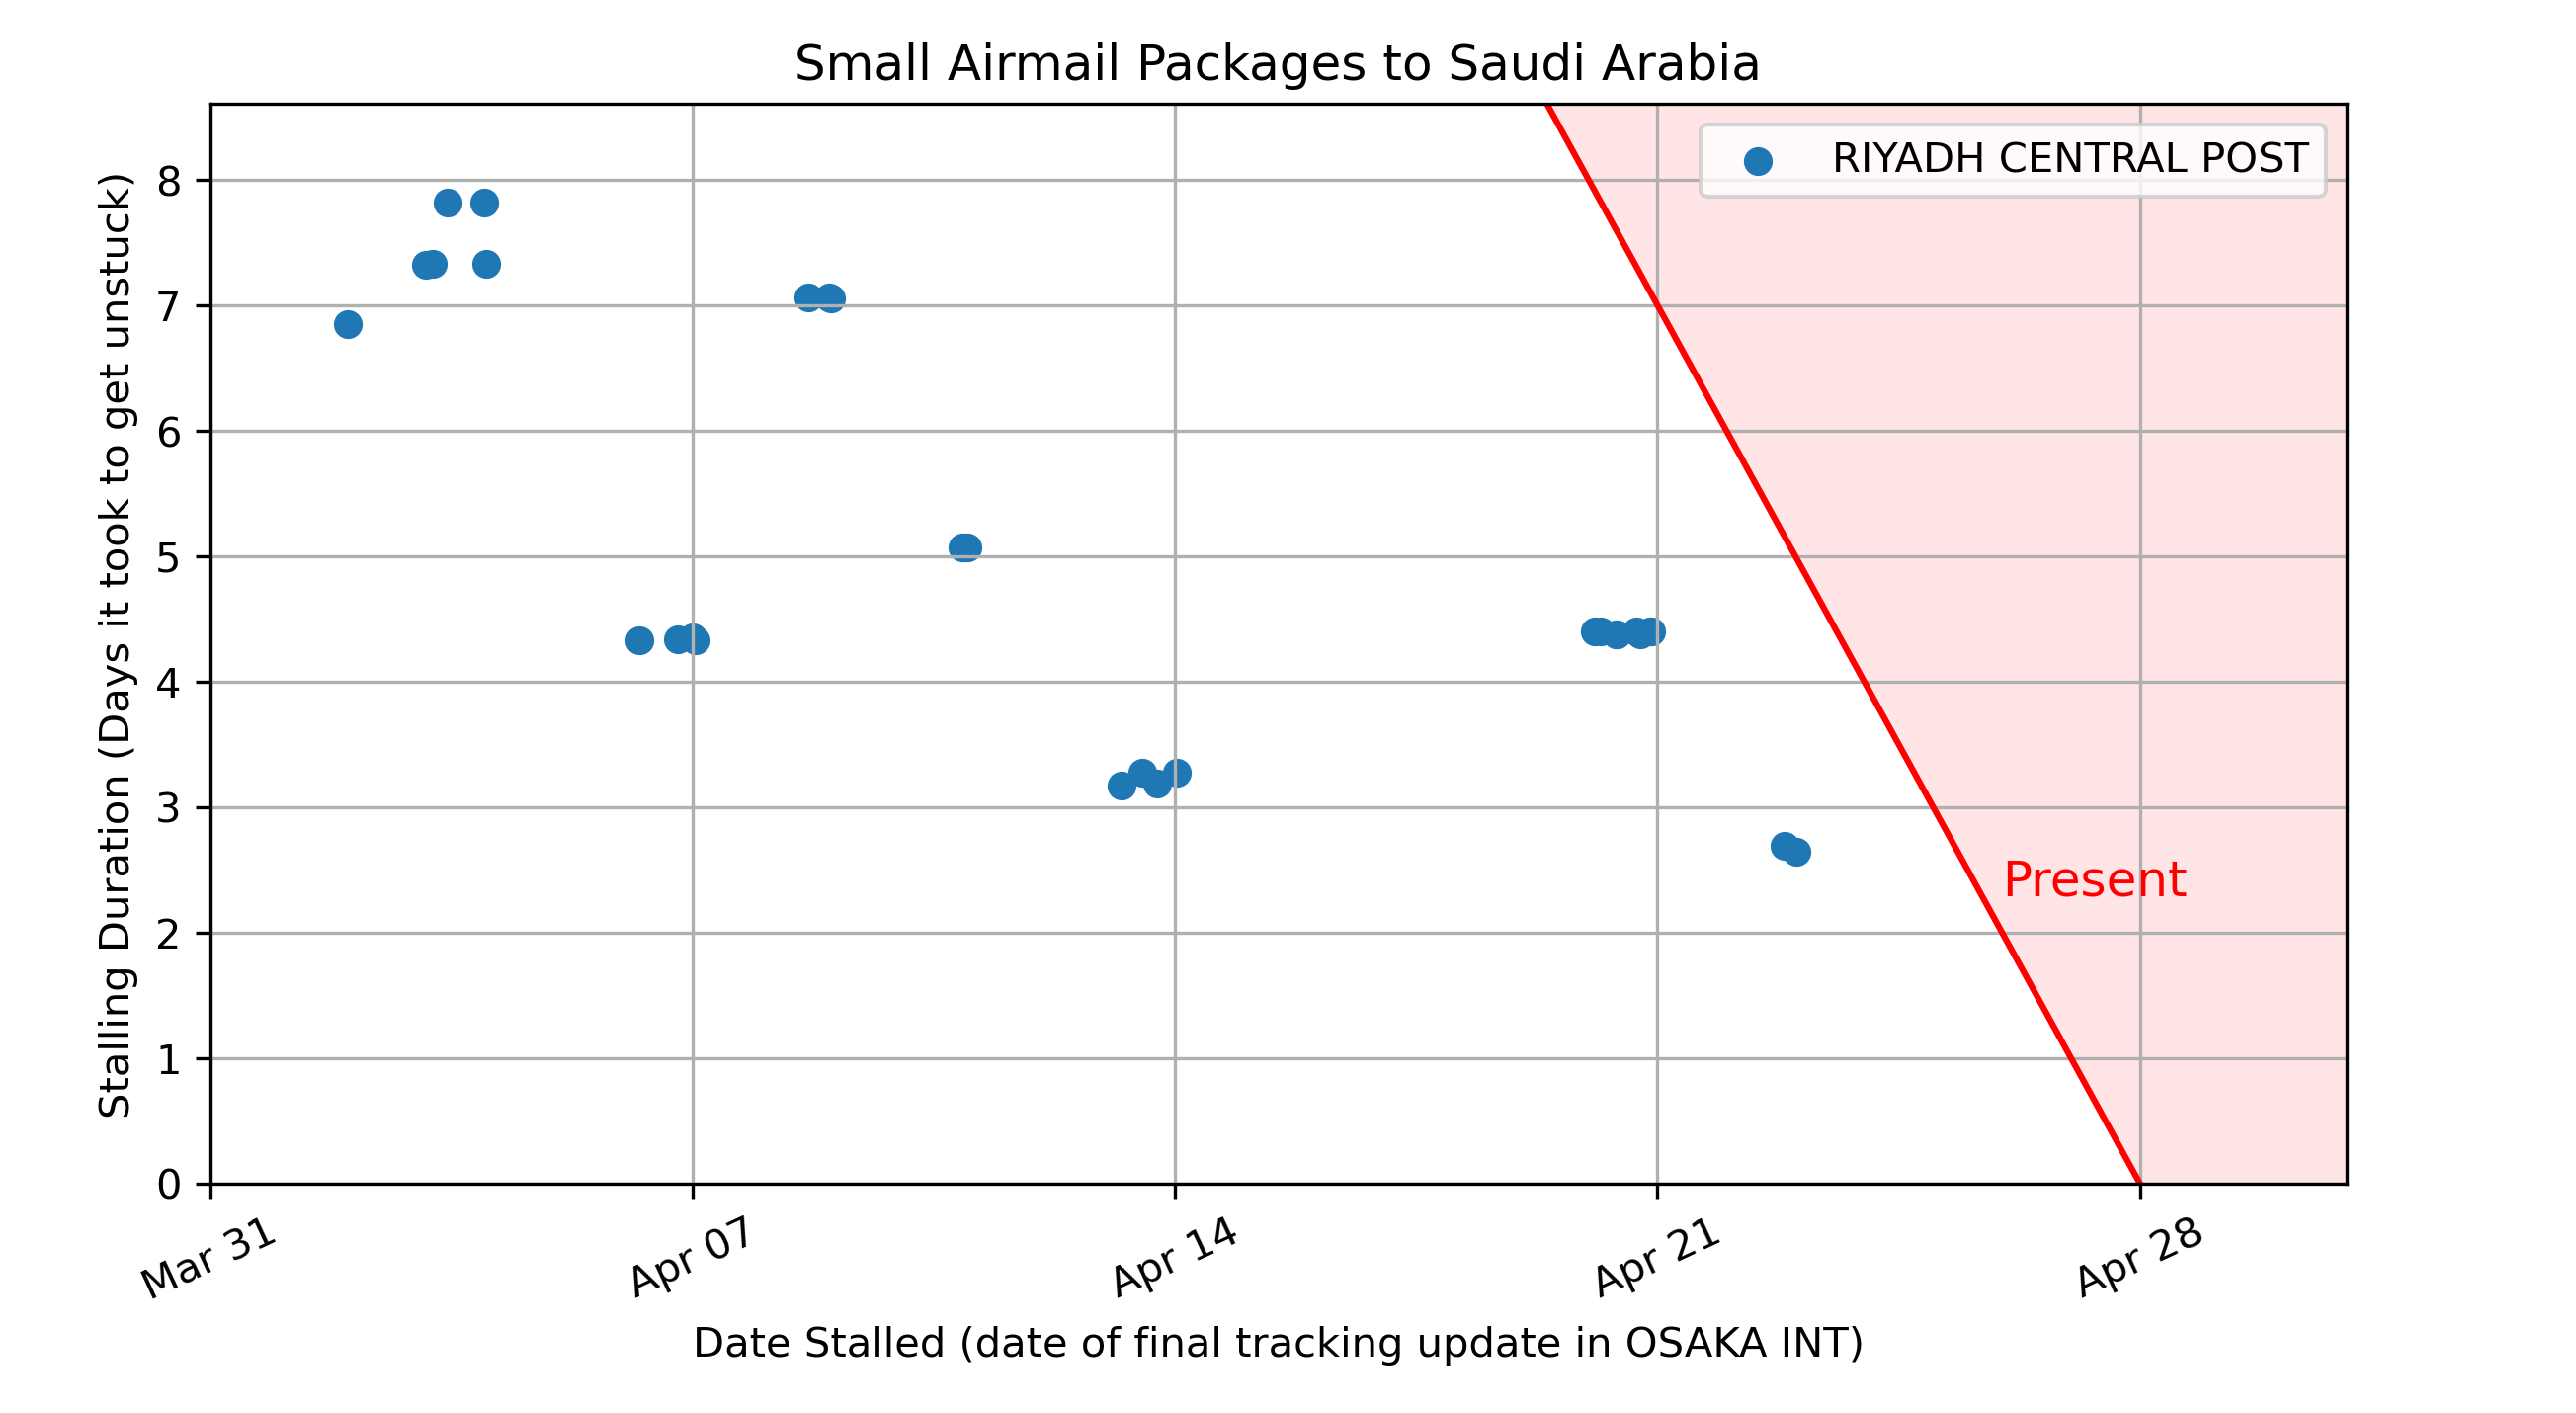 Small Airmail Packages to Saudi Arabia
RIYADH CENTRAL POST
Stalling Duration (Days it took to get unstuck)
8
7
6
5
4
3
2
1
0
Present
Mar 31
Apr 07
Apr 14
Apr 21
Apr 28
Date Stalled (date of final tracking update in OSAKA INT)